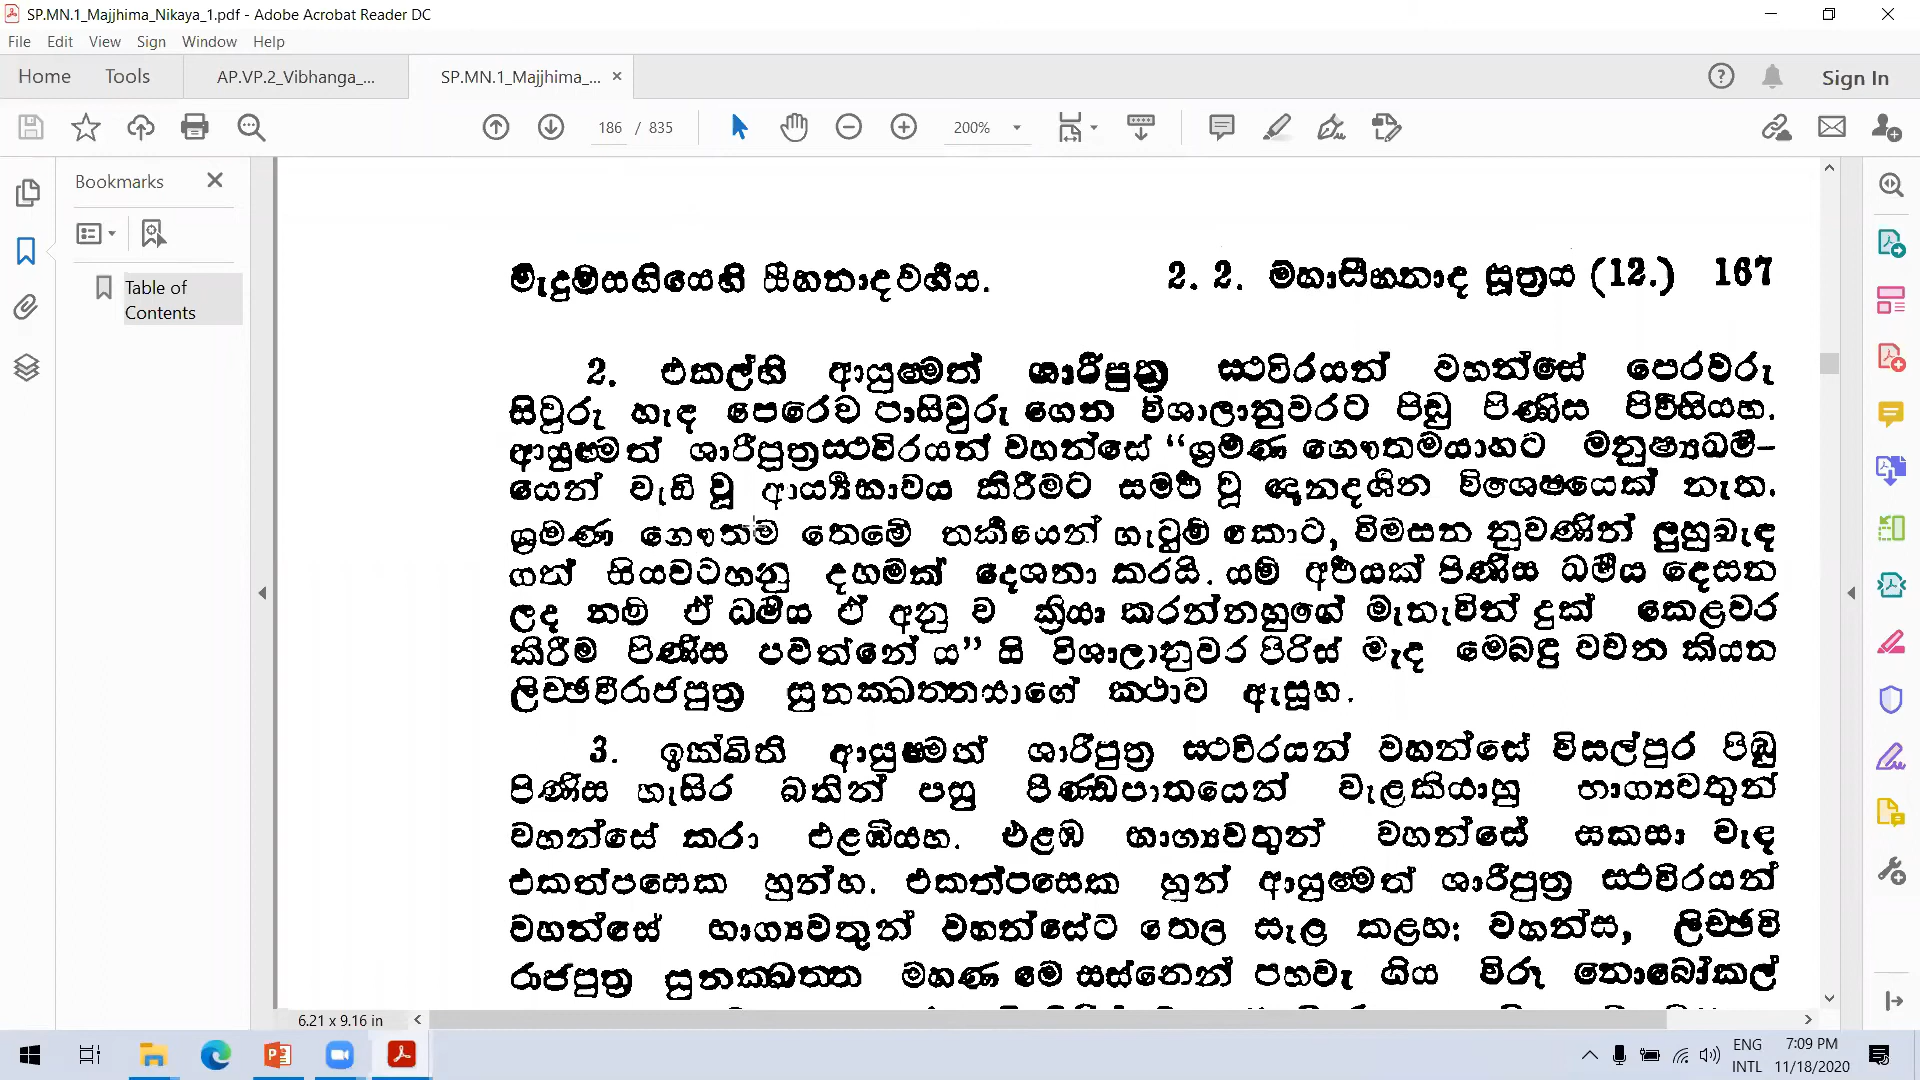 SP.MN.1_Majjhima_Nikaya_1.pdf - Adobe Acrobat Reader DC
File Edit View Sign Window Help
Home Tools AP.VP.2_Vibhanga_... SP.MN.1_Majjhima_... ×
Sign In
186 / 835 200%
Bookmarks
Table of Contents
මැදුම්සඟියෙහි සීහනාදවර්ගය. 2. 2. මහාසීහනාද සූත්‍රය (12.) 167
2. එකල්හි ආයුෂ්මත් ශාරීපුත්‍ර ස්ථවිරයන් වහන්සේ පෙරවරු
සිවුරු හැඳ පෙරෙව පාසිවුරු ගෙන විශාලානුවරට පිඬු පිණිස පිවිසියහ.
ආයුෂ්මත් ශාරීපුත්‍රස්ථවිරයන් වහන්සේ “ශ්‍රමණ ගෞතමයාහට මනුෂ්‍යධර්ම-
යෙන් වැඩි වූ ආර්‍ය්‍යභාවය කිරීමට සමර්‍ථ වූ ඥානදර්‍ශන විශෙෂයෙක් නැත.
ශ්‍රමණ ගෞතම තෙමේ තර්‍කයෙන් ගැටුම් කොට, විමසන නුවණින් ලුහුබැඳ
ගත් සියවටහනු දහමක් දෙශනා කරයි. යම් අර්‍ථයක් පිණිස ධර්‍මය දෙසන
ලද නම් ඒ ධර්‍මය ඒ අනු ව ක්‍රියා කරන්නහුගේ මැනැවින් දුක් කෙළවර
කිරීම පිණිස පවත්නේ ය” යි විශාලානුවර පිරිස් මැද මෙබඳු වචන කියන
ලිච්ඡවීරාජපුත්‍ර සුනක්ඛත්තයාගේ කථාව ඇසූහ.
3. ඉක්බිති ආයුෂ්මත් ශාරීපුත්‍ර ස්ථවිරයන් වහන්සේ විසල්පුර පිඬු
පිණිස හැසිර බතින් පසු පිණ්ඩපාතයෙන් වැළකියාහු භාග්‍යවතුන්
වහන්සේ කරා එළඹියහ. එළඹ භාග්‍යවතුන් වහන්සේ සකසා වැඳ
එකත්පසෙක හුන්හ. එකත්පසෙක හුන් ආයුෂ්මත් ශාරීපුත්‍ර ස්ථවිරයන්
වහන්සේ භාග්‍යවතුන් වහන්සේට තෙල සැළ කළහ: වහන්ස, ලිච්ඡවි
රාජපුත්‍ර සුනක්ඛත්ත මහණ මෙ සස්නෙන් පහවැ ගිය විරූ නොබෝකල්
6.21 x 9.16 in
ENG 7:09 PM
INTL 11/18/2020